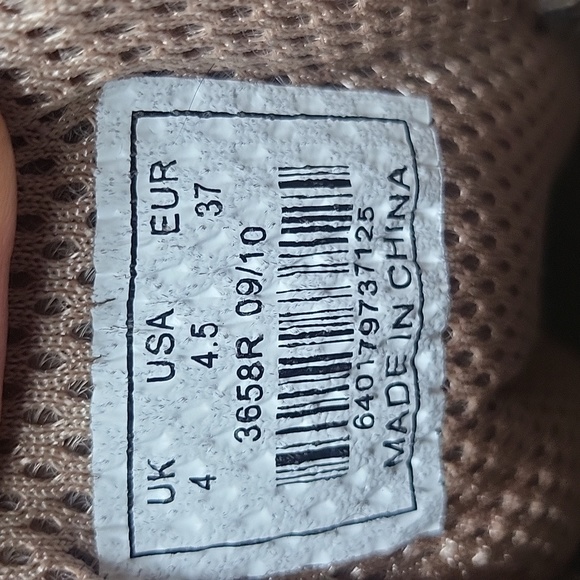 UK USA EUR
4 4.5 37
3658R 09/10
640179737125
MADE IN CHINA